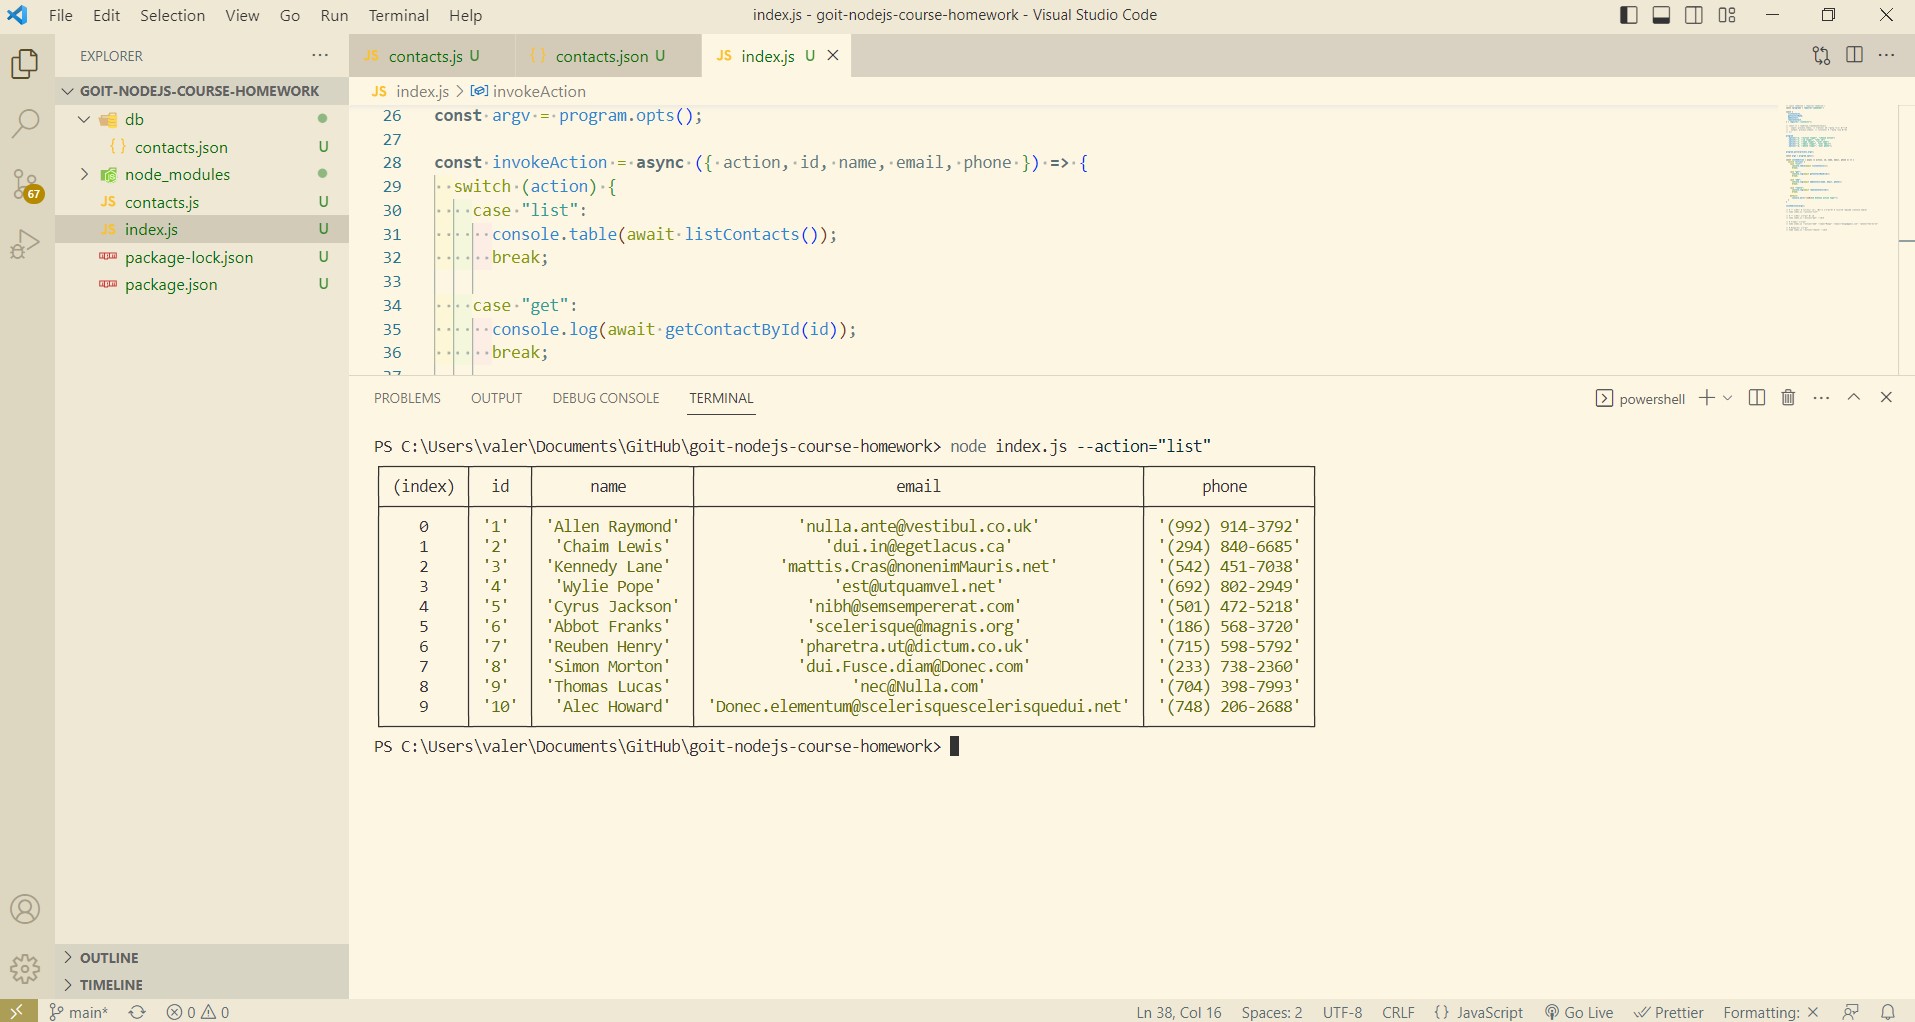 File Edit Selection View Go Run Terminal Help index.js - goit-nodejs-course-homework - Visual Studio Code
EXPLORER
GOIT-NODEJS-COURSE-HOMEWORK
db
contacts.json U
node_modules
contacts.js U
index.js U
package-lock.json U
package.json U
67
OUTLINE
TIMELINE
contacts.js U contacts.json U index.js U
index.js > invokeAction
26 const argv = program.opts();
27
28 const invokeAction = async ({ action, id, name, email, phone }) => {
29 switch (action) {
30 case "list":
31 console.table(await listContacts());
32 break;
33
34 case "get":
35 console.log(await getContactById(id));
36 break;
37
PROBLEMS OUTPUT DEBUG CONSOLE TERMINAL powershell
PS C:\Users\valer\Documents\GitHub\goit-nodejs-course-homework> node index.js --action="list"
(index) id name email phone
0 '1' 'Allen Raymond' 'nulla.ante@vestibul.co.uk' '(992) 914-3792'
1 '2' 'Chaim Lewis' 'dui.in@egetlacus.ca' '(294) 840-6685'
2 '3' 'Kennedy Lane' 'mattis.Cras@nonenimMauris.net' '(542) 451-7038'
3 '4' 'Wylie Pope' 'est@utquamvel.net' '(692) 802-2949'
4 '5' 'Cyrus Jackson' 'nibh@semsempererat.com' '(501) 472-5218'
5 '6' 'Abbot Franks' 'scelerisque@magnis.org' '(186) 568-3720'
6 '7' 'Reuben Henry' 'pharetra.ut@dictum.co.uk' '(715) 598-5792'
7 '8' 'Simon Morton' 'dui.Fusce.diam@Donec.com' '(233) 738-2360'
8 '9' 'Thomas Lucas' 'nec@Nulla.com' '(704) 398-7993'
9 '10' 'Alec Howard' 'Donec.elementum@scelerisquescelerisquedui.net' '(748) 206-2688'
PS C:\Users\valer\Documents\GitHub\goit-nodejs-course-homework>
main* 0 0 Ln 38, Col 16 Spaces: 2 UTF-8 CRLF {} JavaScript Go Live Prettier Formatting: ×